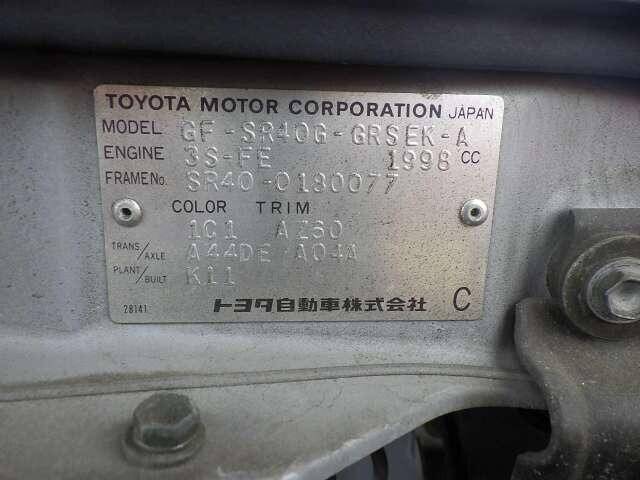 TOYOTA MOTOR CORPORATION JAPAN
MODEL GF-SR40G-GRSEK-A
ENGINE 3S-FE 1998 CC
FRAME No. SR40-0180077
COLOR TRIM
1C1 AZ60
TRANS/AXLE A44DE/A04A
PLANT/BUILT K11
28141 トヨタ自動車株式会社 C